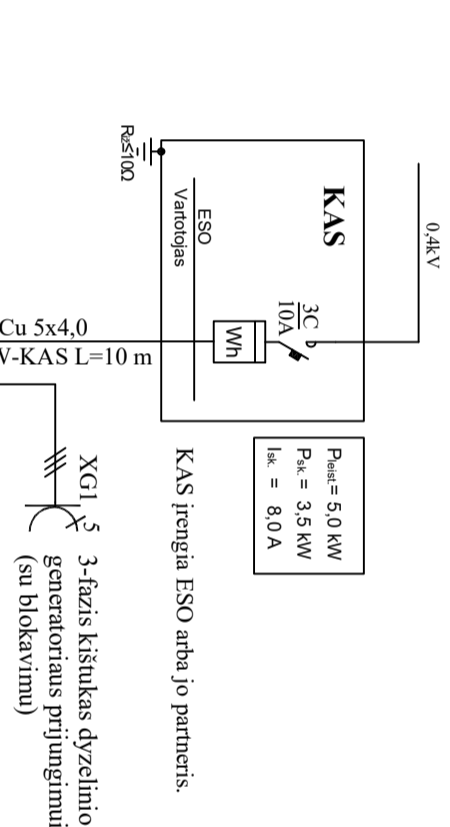 0,4kV
KAS
3C
10A
Wh
ESO
Vartotojas
Rįž≤10Ω
Pleist.= 5,0 kW
Psk.= 3,5 kW
Isk. = 8,0 A
KAS įrengia ESO arba jo partneris.
Cu 5x4,0
V-KAS L=10 m
XG1
5
3-fazis kištukas dyzelinio
generatoriaus prijungimui
(su blokavimu)